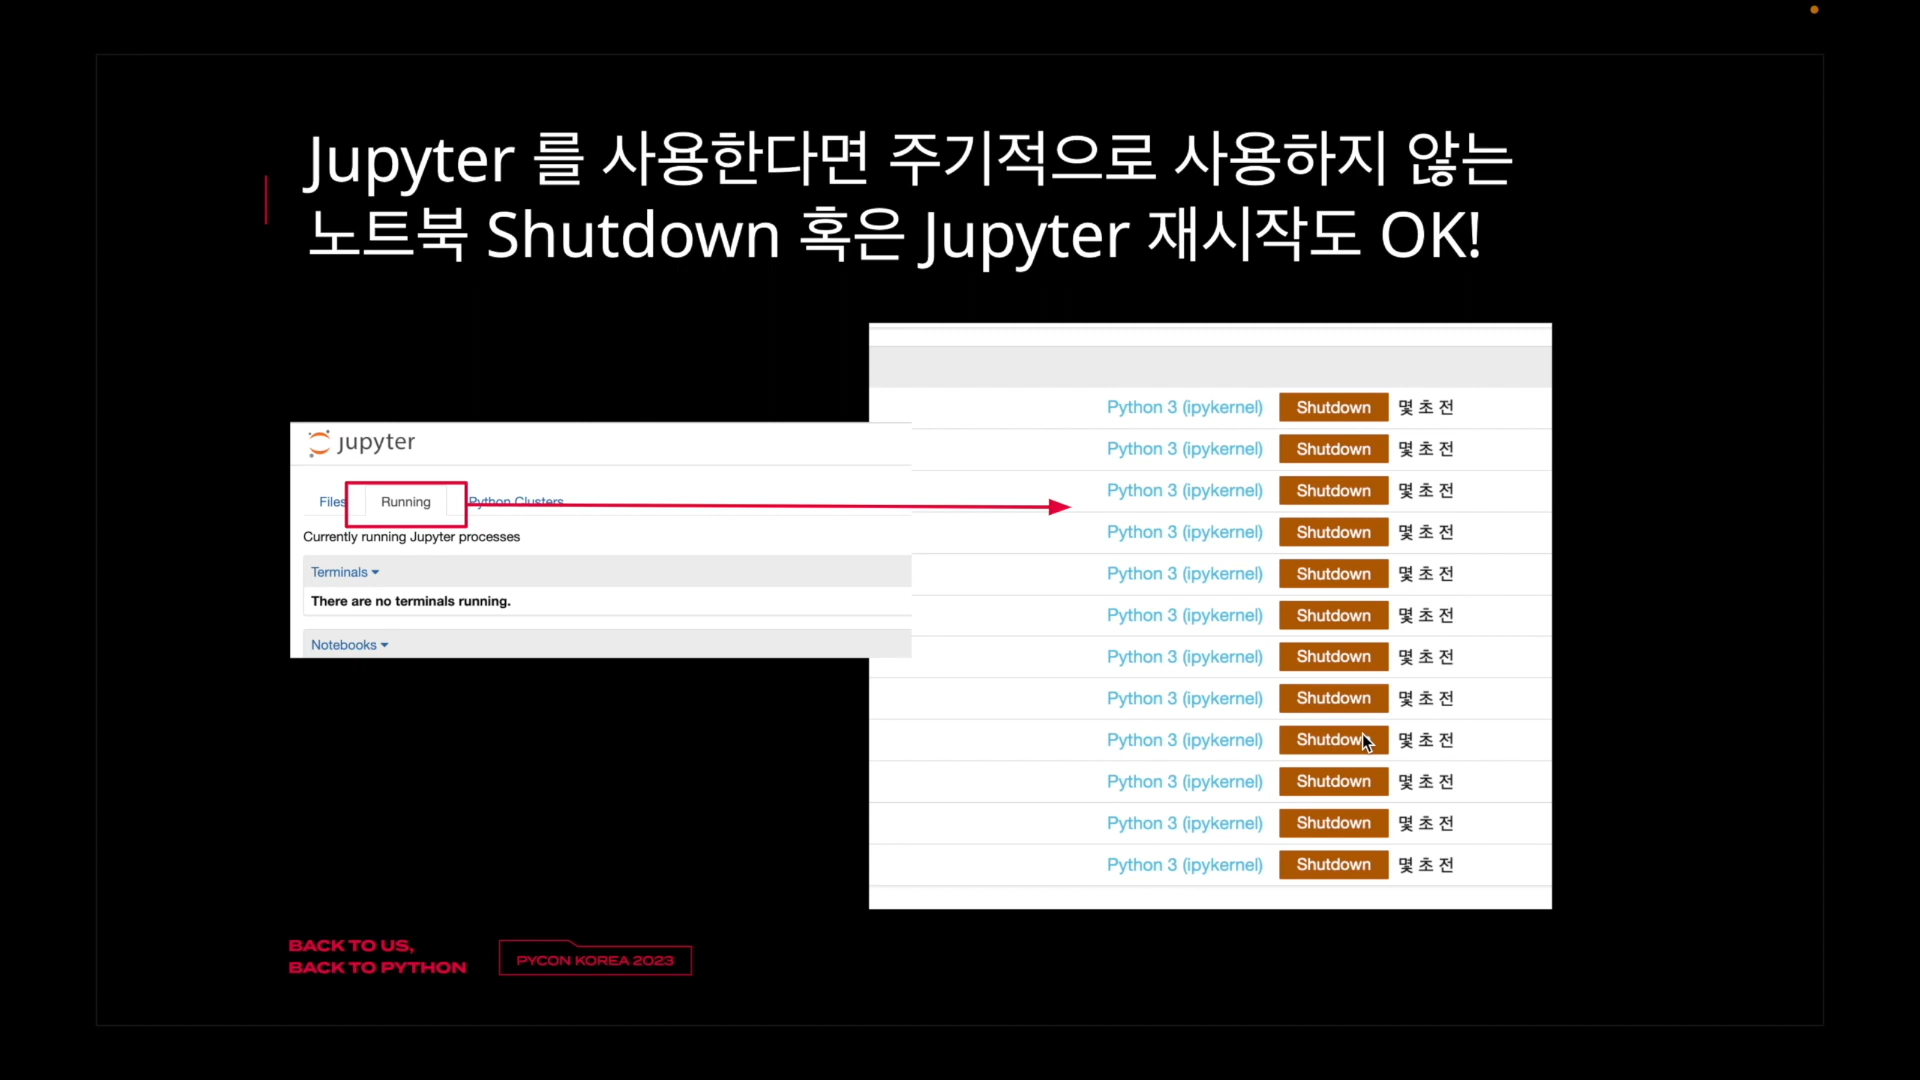 Jupyter 를 사용한다면 주기적으로 사용하지 않는
노트북 Shutdown 혹은 Jupyter 재시작도 OK!
jupyter
Files Running IPython Clusters
Currently running Jupyter processes
Terminals
There are no terminals running.
Notebooks
Python 3 (ipykernel) Shutdown 몇 초 전
Python 3 (ipykernel) Shutdown 몇 초 전
Python 3 (ipykernel) Shutdown 몇 초 전
Python 3 (ipykernel) Shutdown 몇 초 전
Python 3 (ipykernel) Shutdown 몇 초 전
Python 3 (ipykernel) Shutdown 몇 초 전
Python 3 (ipykernel) Shutdown 몇 초 전
Python 3 (ipykernel) Shutdown 몇 초 전
Python 3 (ipykernel) Shutdown 몇 초 전
Python 3 (ipykernel) Shutdown 몇 초 전
Python 3 (ipykernel) Shutdown 몇 초 전
Python 3 (ipykernel) Shutdown 몇 초 전
BACK TO US,
BACK TO PYTHON
PYCON KOREA 2023